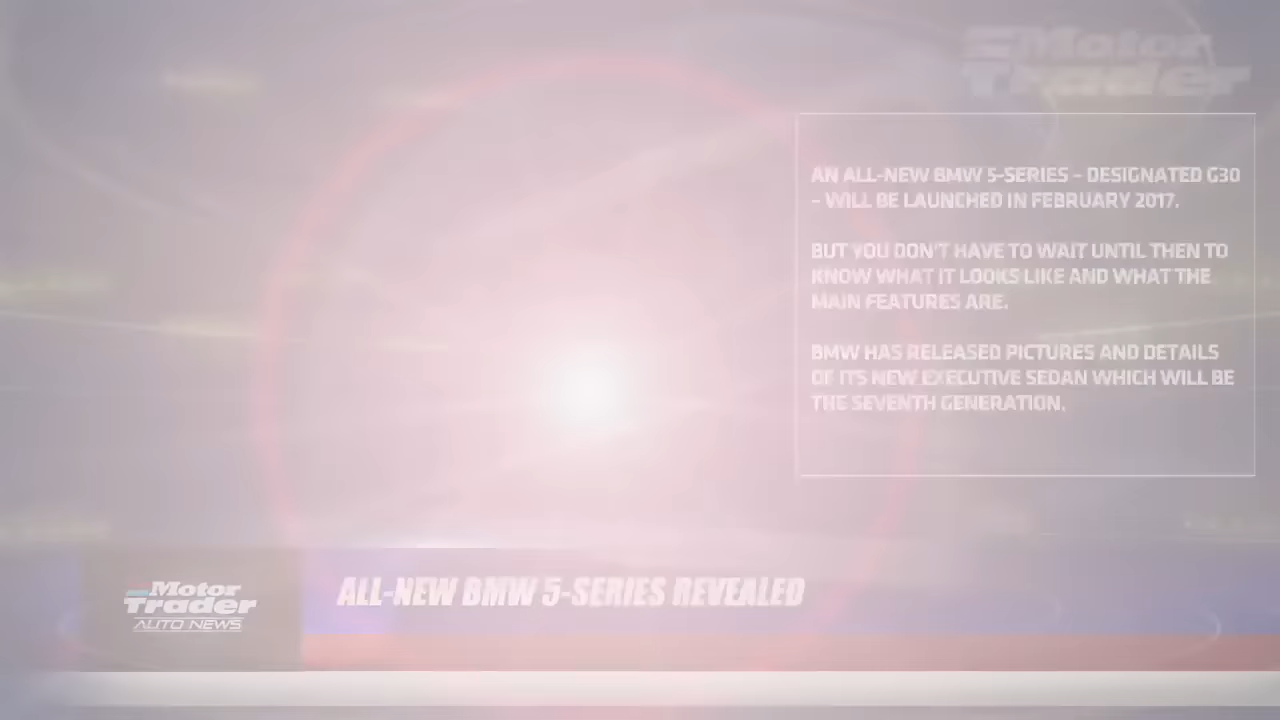 Motor
Trader
AN ALL-NEW BMW 5-SERIES - DESIGNATED G30
- WILL BE LAUNCHED IN FEBRUARY 2017.
BUT YOU DON'T HAVE TO WAIT UNTIL THEN TO
KNOW WHAT IT LOOKS LIKE AND WHAT THE
MAIN FEATURES ARE.
BMW HAS RELEASED PICTURES AND DETAILS
OF ITS NEW EXECUTIVE SEDAN WHICH WILL BE
THE SEVENTH GENERATION.
ALL-NEW BMW 5-SERIES REVEALED
Motor
Trader
AUTO NEWS